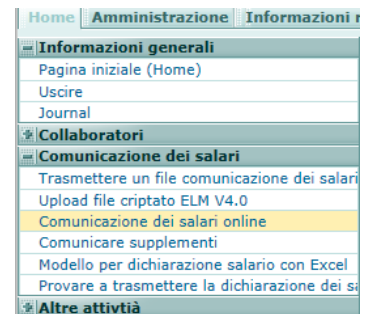 Home Amministrazione Informazioni
Informazioni generali
Pagina iniziale (Home)
Uscire
Journal
Collaboratori
Comunicazione dei salari
Trasmettere un file comunicazione dei salari
Upload file criptato ELM V4.0
Comunicazione dei salari online
Comunicare supplementi
Modello per dichiarazione salario con Excel
Provare a trasmettere la dichiarazione dei
Altre attivtià